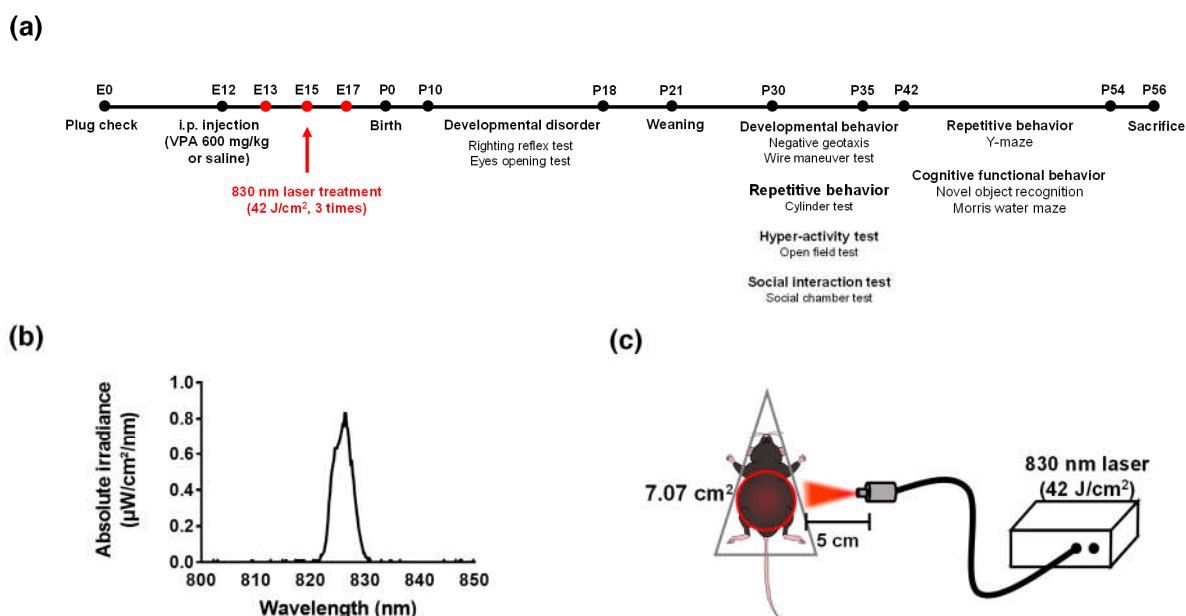 (a)
E0 E12 E13 E15 E17 P0 P10 P18 P21 P30 P35 P42 P54 P56
Plug check
i.p. injection
(VPA 600 mg/kg
or saline)
830 nm laser treatment
(42 J/cm², 3 times)
Birth
Developmental disorder
Righting reflex test
Eyes opening test
Weaning
Developmental behavior
Negative geotaxis
Wire maneuver test
Repetitive behavior
Cylinder test
Hyper-activity test
Open field test
Social interaction test
Social chamber test
Repetitive behavior
Y-maze
Cognitive functional behavior
Novel object recognition
Morris water maze
Sacrifice
(b)
Absolute irradiance
(µW/cm²/nm)
1.0
0.8
0.6
0.4
0.2
0.0
800 810 820 830 840 850
Wavelength (nm)
(c)
7.07 cm²
5 cm
830 nm laser
(42 J/cm²)